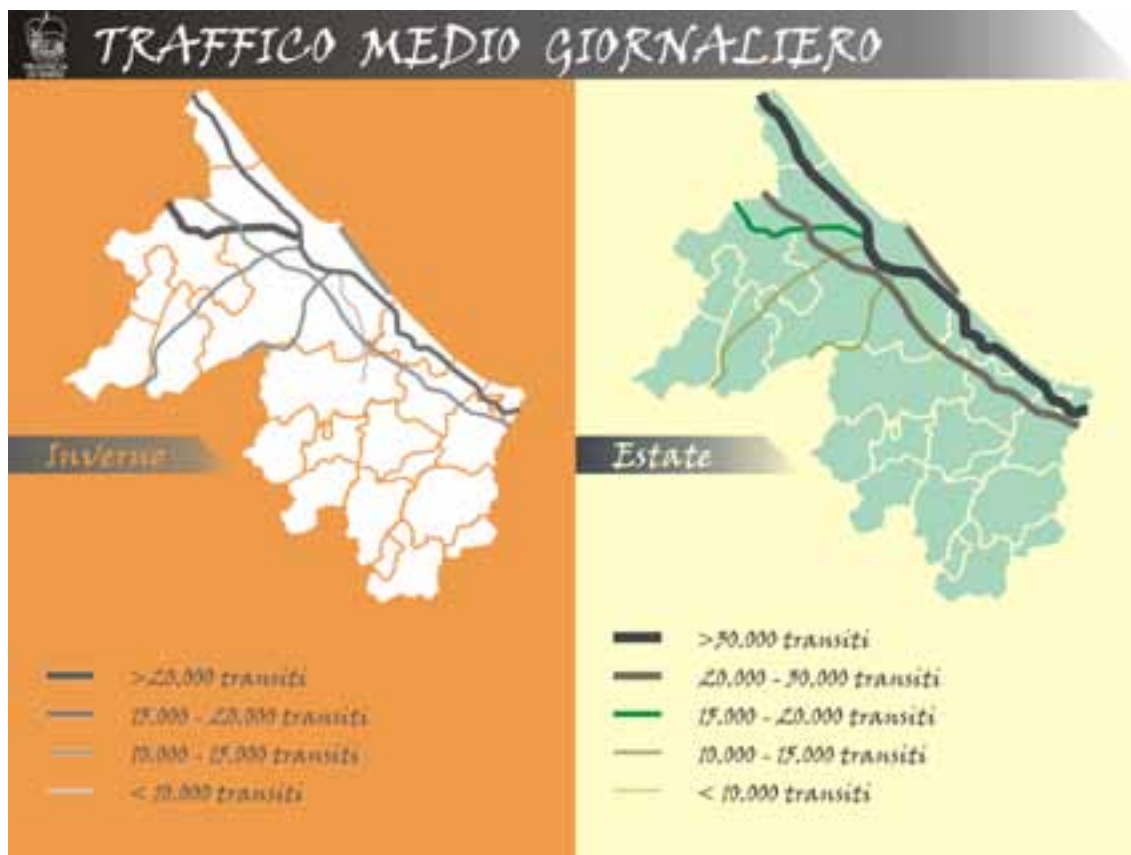 TRAFFICO MEDIO GIORNALIERO
Inverno
>20.000 transiti
15.000 - 20.000 transiti
10.000 - 15.000 transiti
< 10.000 transiti
Estate
>30.000 transiti
20.000 - 30.000 transiti
15.000 - 20.000 transiti
10.000 - 15.000 transiti
< 10.000 transiti